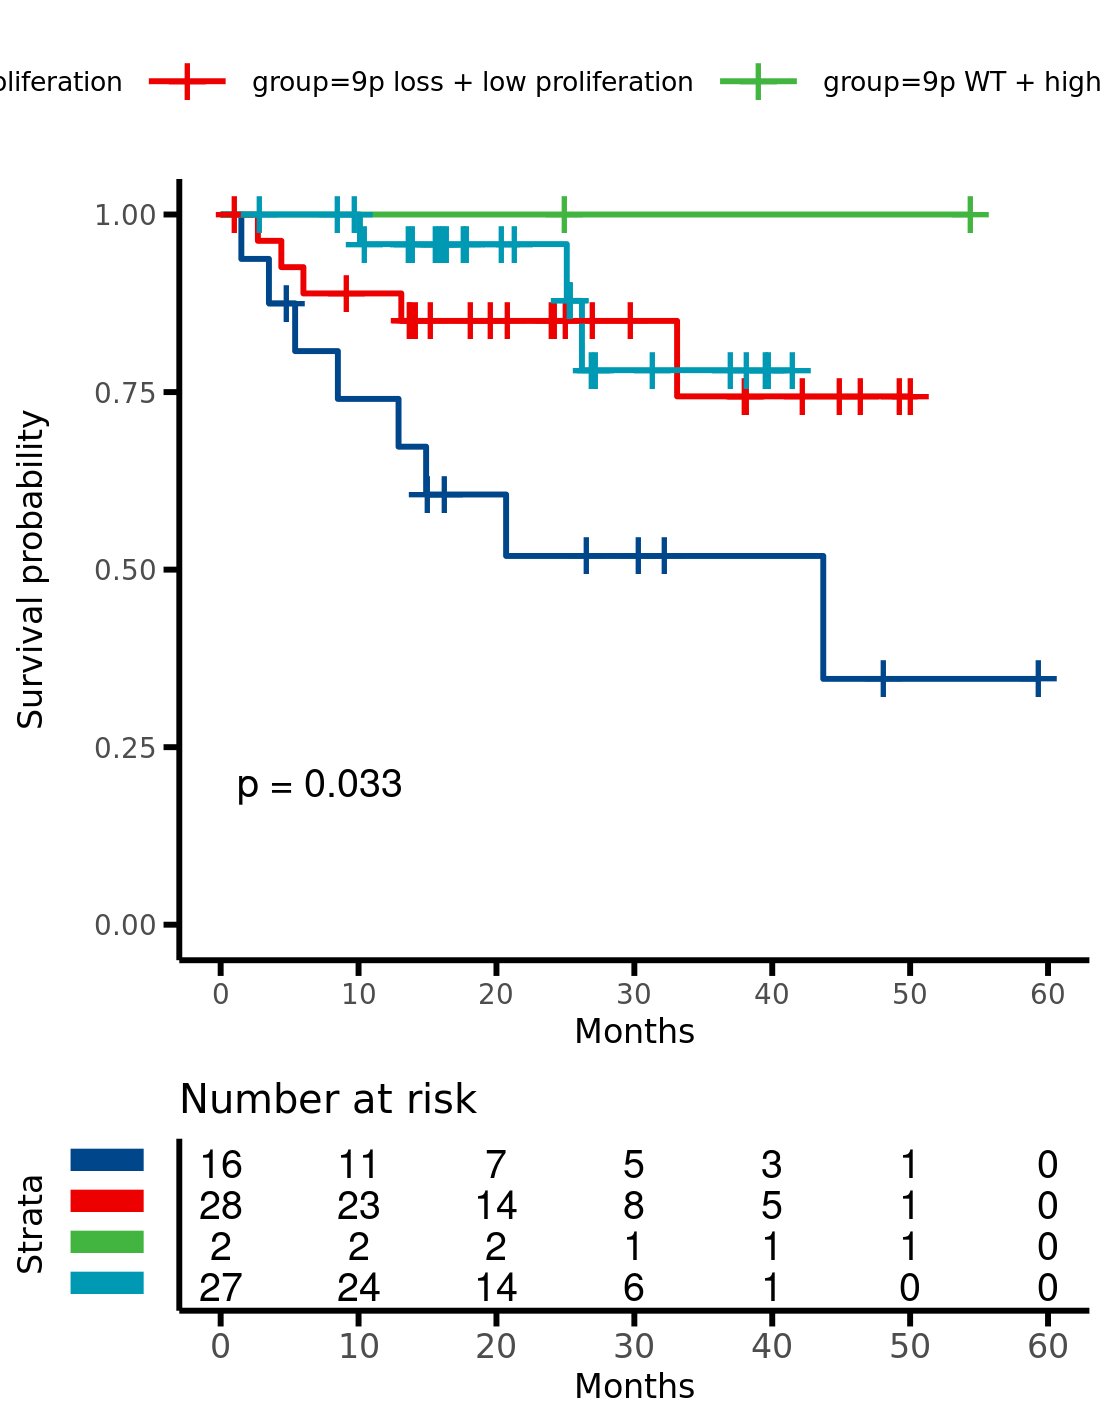 oliferation group=9p loss + low proliferation group=9p WT + high
1.00
0.75
0.50
0.25
0.00
Survival probability
p = 0.033
0 10 20 30 40 50 60
Months
Number at risk
Strata
16 11 7 5 3 1 0
28 23 14 8 5 1 0
2 2 2 1 1 1 0
27 24 14 6 1 0 0
0 10 20 30 40 50 60
Months